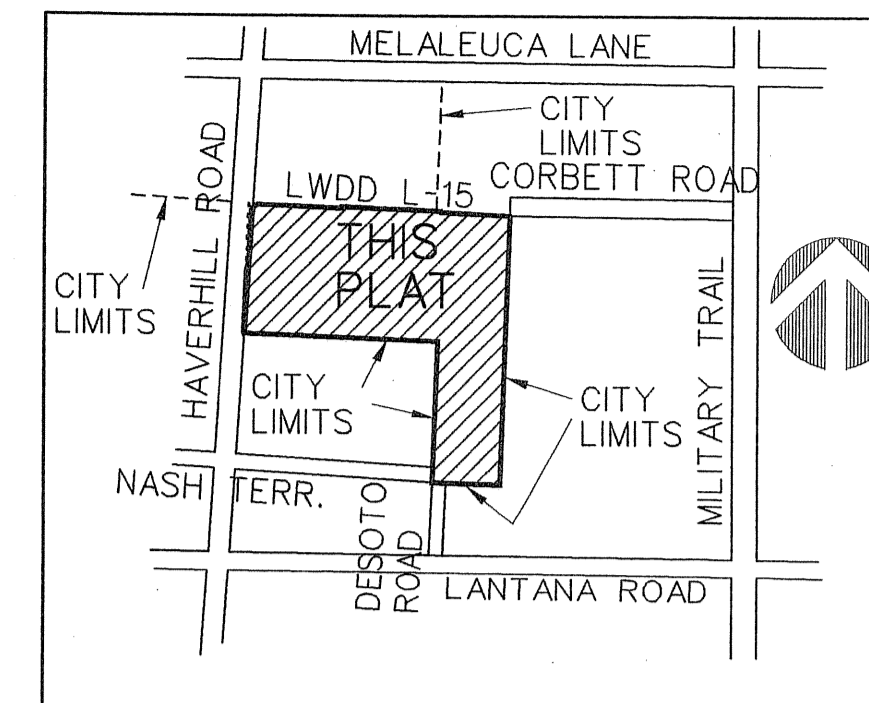 MELALEUCA LANE
CITY
LIMITS
CORBETT ROAD
LWDD L-15
HAVERHILL ROAD
THIS
PLAT
CITY
LIMITS
CITY
LIMITS
CITY
LIMITS
MILITARY TRAIL
NASH TERR.
DESOTO
ROAD
LANTANA ROAD